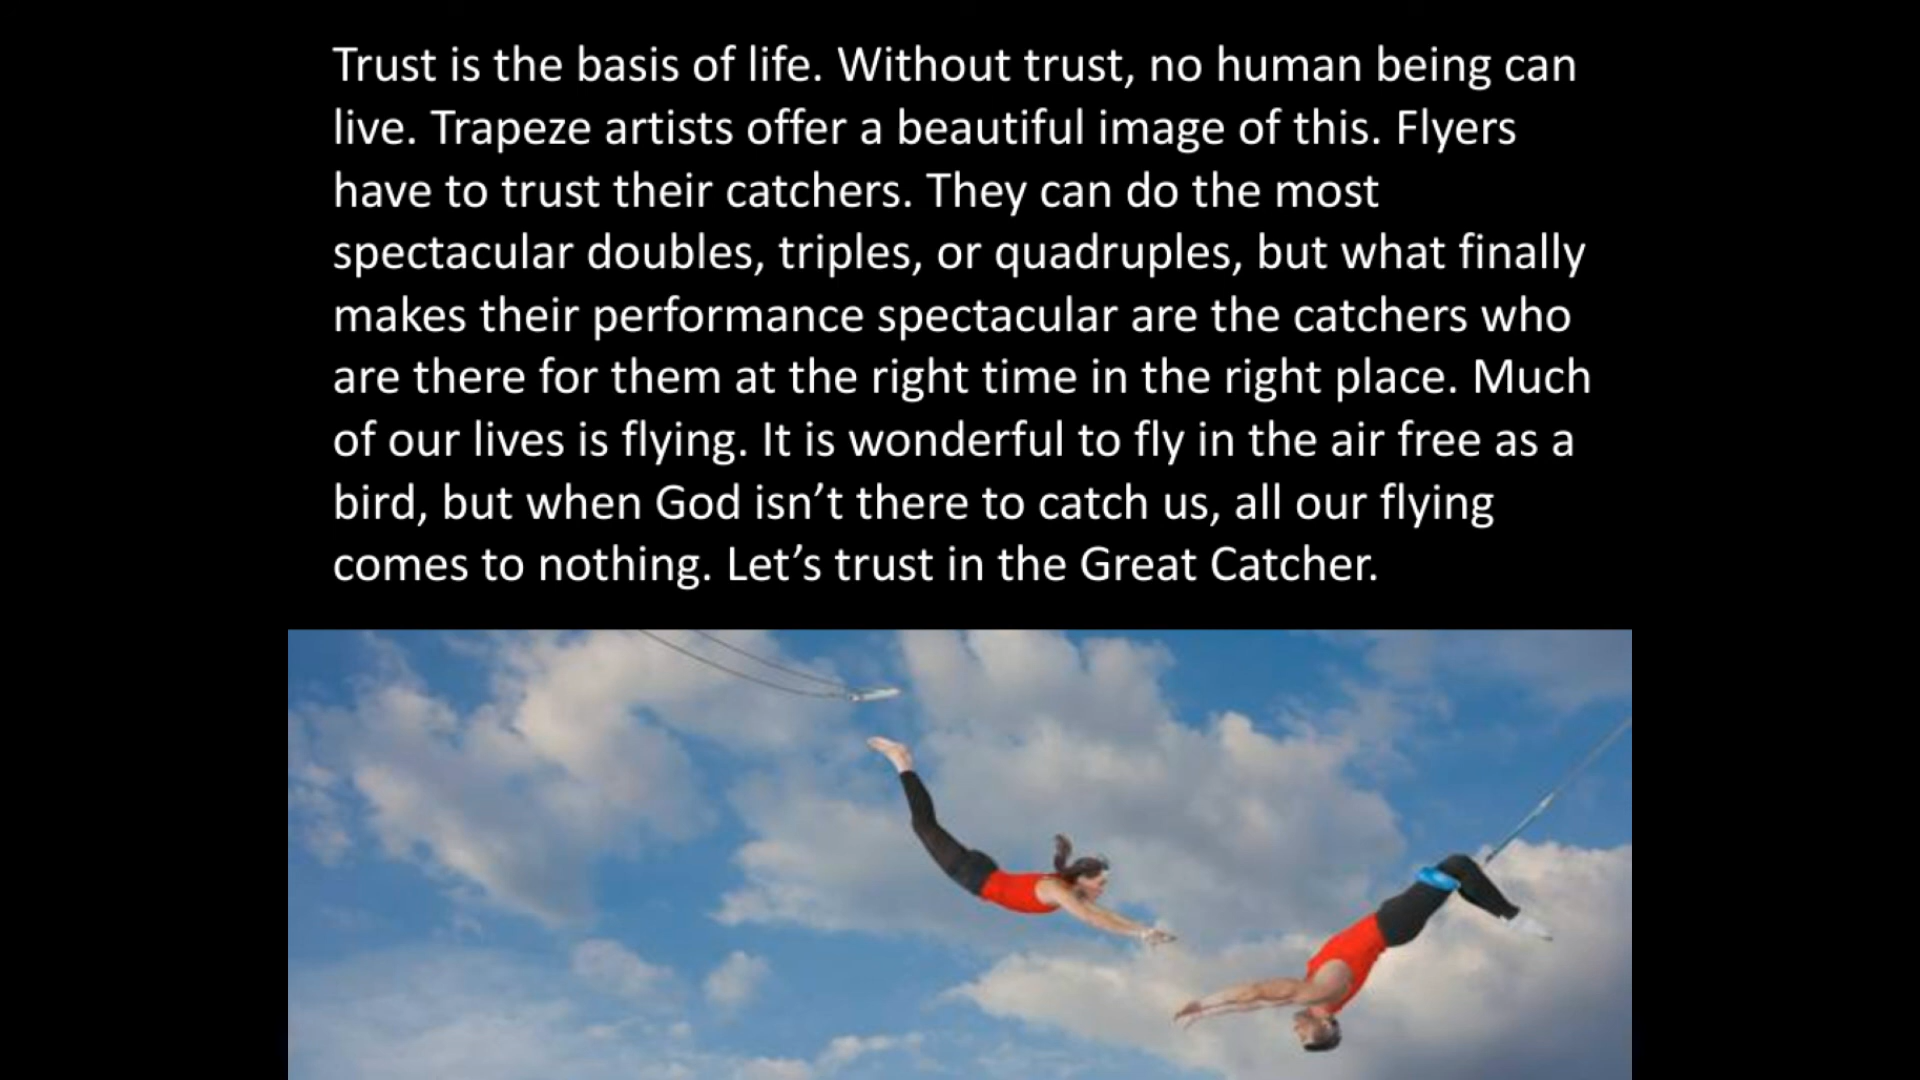 Trust is the basis of life. Without trust, no human being can
live. Trapeze artists offer a beautiful image of this. Flyers
have to trust their catchers. They can do the most
spectacular doubles, triples, or quadruples, but what finally
makes their performance spectacular are the catchers who
are there for them at the right time in the right place. Much
of our lives is flying. It is wonderful to fly in the air free as a
bird, but when God isn’t there to catch us, all our flying
comes to nothing. Let’s trust in the Great Catcher.